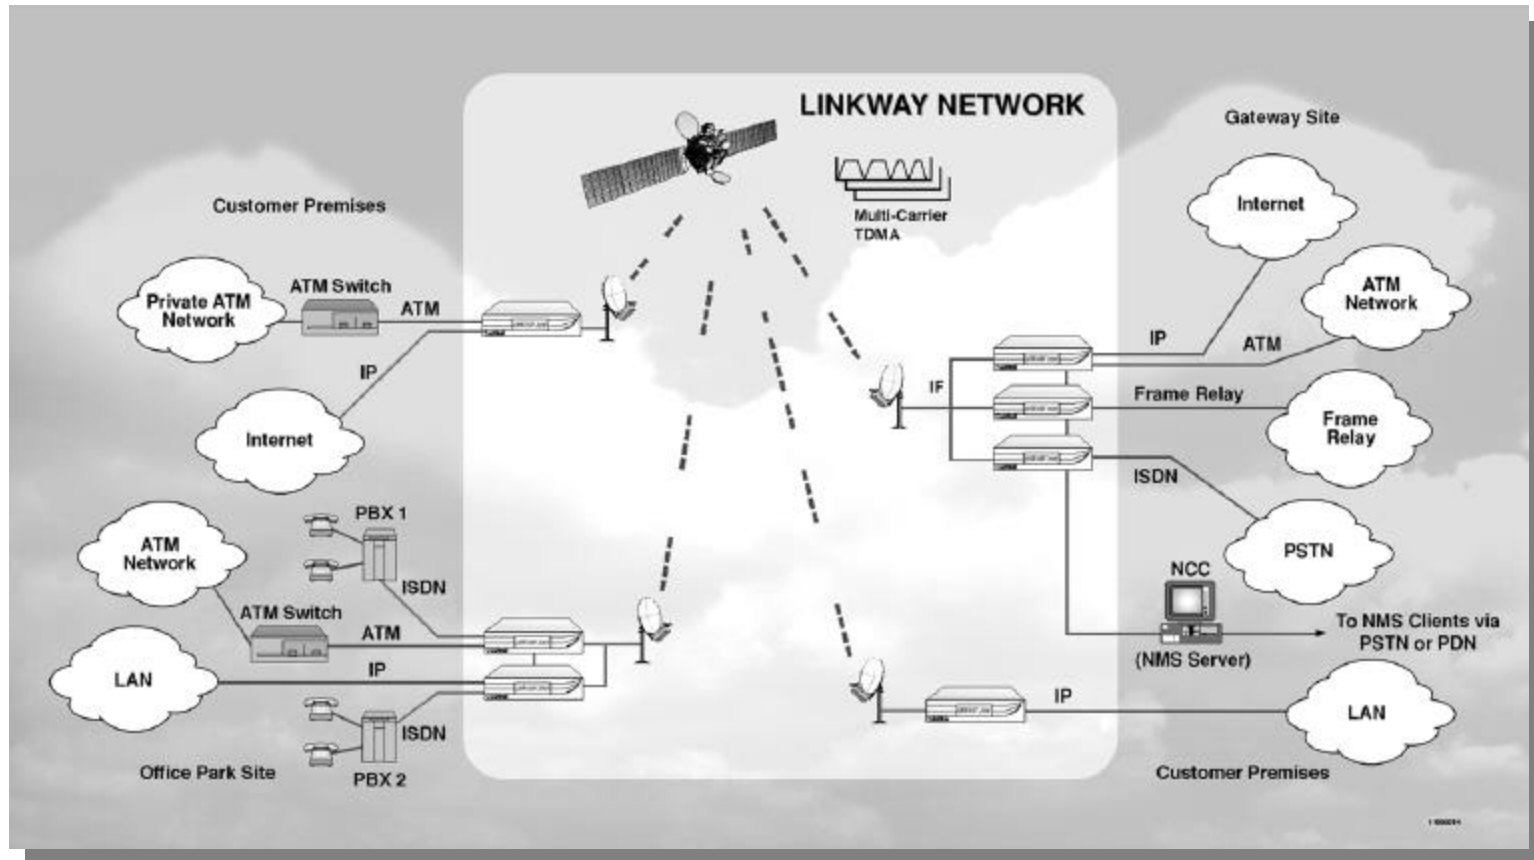 LINKWAY NETWORK
Multi-Carrier
TDMA
Customer Premises
Private ATM
Network
ATM Switch
ATM
IP
Internet
ATM
Network
PBX 1
ISDN
ATM Switch
ATM
IP
LAN
ISDN
PBX 2
Office Park Site
Gateway Site
Internet
ATM
Network
IP
ATM
IF
Frame Relay
Frame
Relay
ISDN
PSTN
NCC
(NMS Server)
To NMS Clients via
PSTN or PDN
IP
LAN
Customer Premises